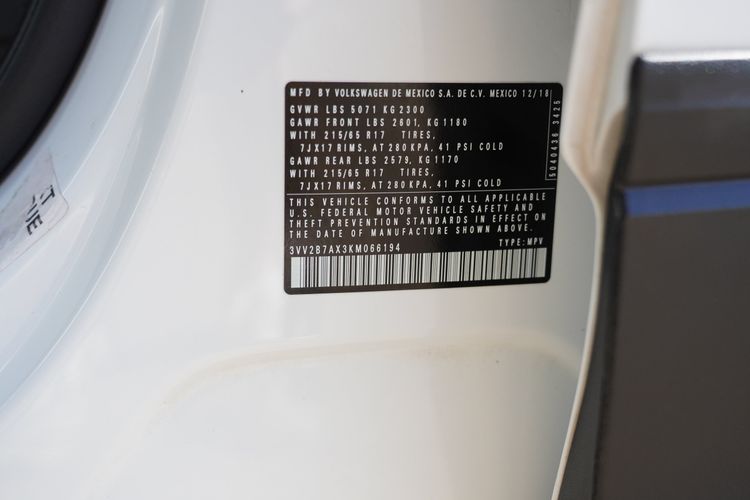 MFD BY VOLKSWAGEN DE MEXICO S.A. DE C.V. MEXICO 12/18
GVWR LBS 5071 KG 2300
GAWR FRONT LBS 2601, KG 1180
WITH 215/65 R17 TIRES,
7JX17 RIMS, AT 280 KPA, 41 PSI COLD
GAWR REAR LBS 2579, KG 1170
WITH 215/65 R17 TIRES,
7JX17 RIMS, AT 280 KPA, 41 PSI COLD
THIS VEHICLE CONFORMS TO ALL APPLICABLE
U.S. FEDERAL MOTOR VEHICLE SAFETY AND
THEFT PREVENTION STANDARDS IN EFFECT ON
THE DATE OF MANUFACTURE SHOWN ABOVE.
3VV2B7AX3KM066194 TYPE: MPV
5040436 3425